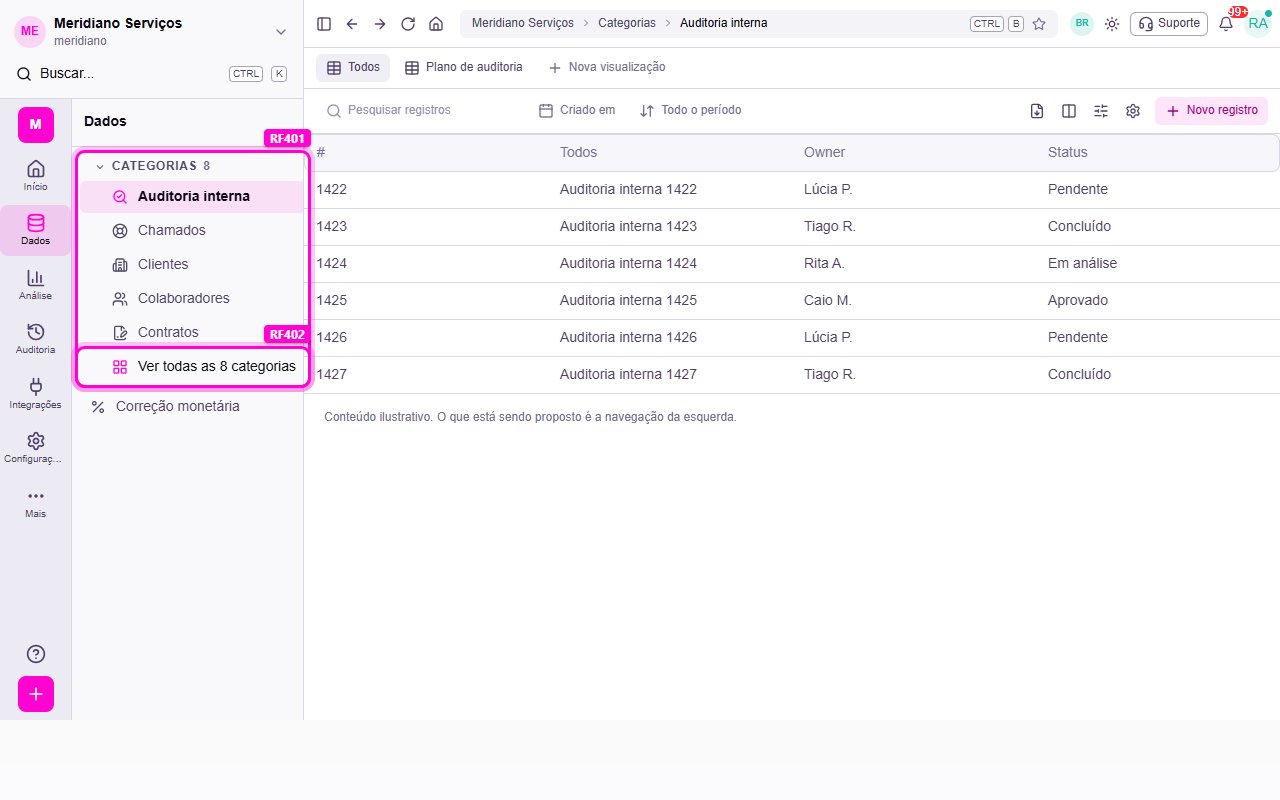 ME Meridiano Serviços
meridiano
Buscar... CTRL K
Meridiano Serviços Categorias Auditoria interna CTRL B BR Suporte 99+ RA
Todos Plano de auditoria Nova visualização
Pesquisar registros Criado em Todo o período Novo registro
M
Início
Dados
Análise
Auditoria
Integrações
Configuraç...
Mais
Dados
RF401
CATEGORIAS 8
Auditoria interna
Chamados
Clientes
Colaboradores
Contratos
RF402
Ver todas as 8 categorias
Correção monetária
# Todos Owner Status
1422 Auditoria interna 1422 Lúcia P. Pendente
1423 Auditoria interna 1423 Tiago R. Concluído
1424 Auditoria interna 1424 Rita A. Em análise
1425 Auditoria interna 1425 Caio M. Aprovado
1426 Auditoria interna 1426 Lúcia P. Pendente
1427 Auditoria interna 1427 Tiago R. Concluído
Conteúdo ilustrativo. O que está sendo proposto é a navegação da esquerda.